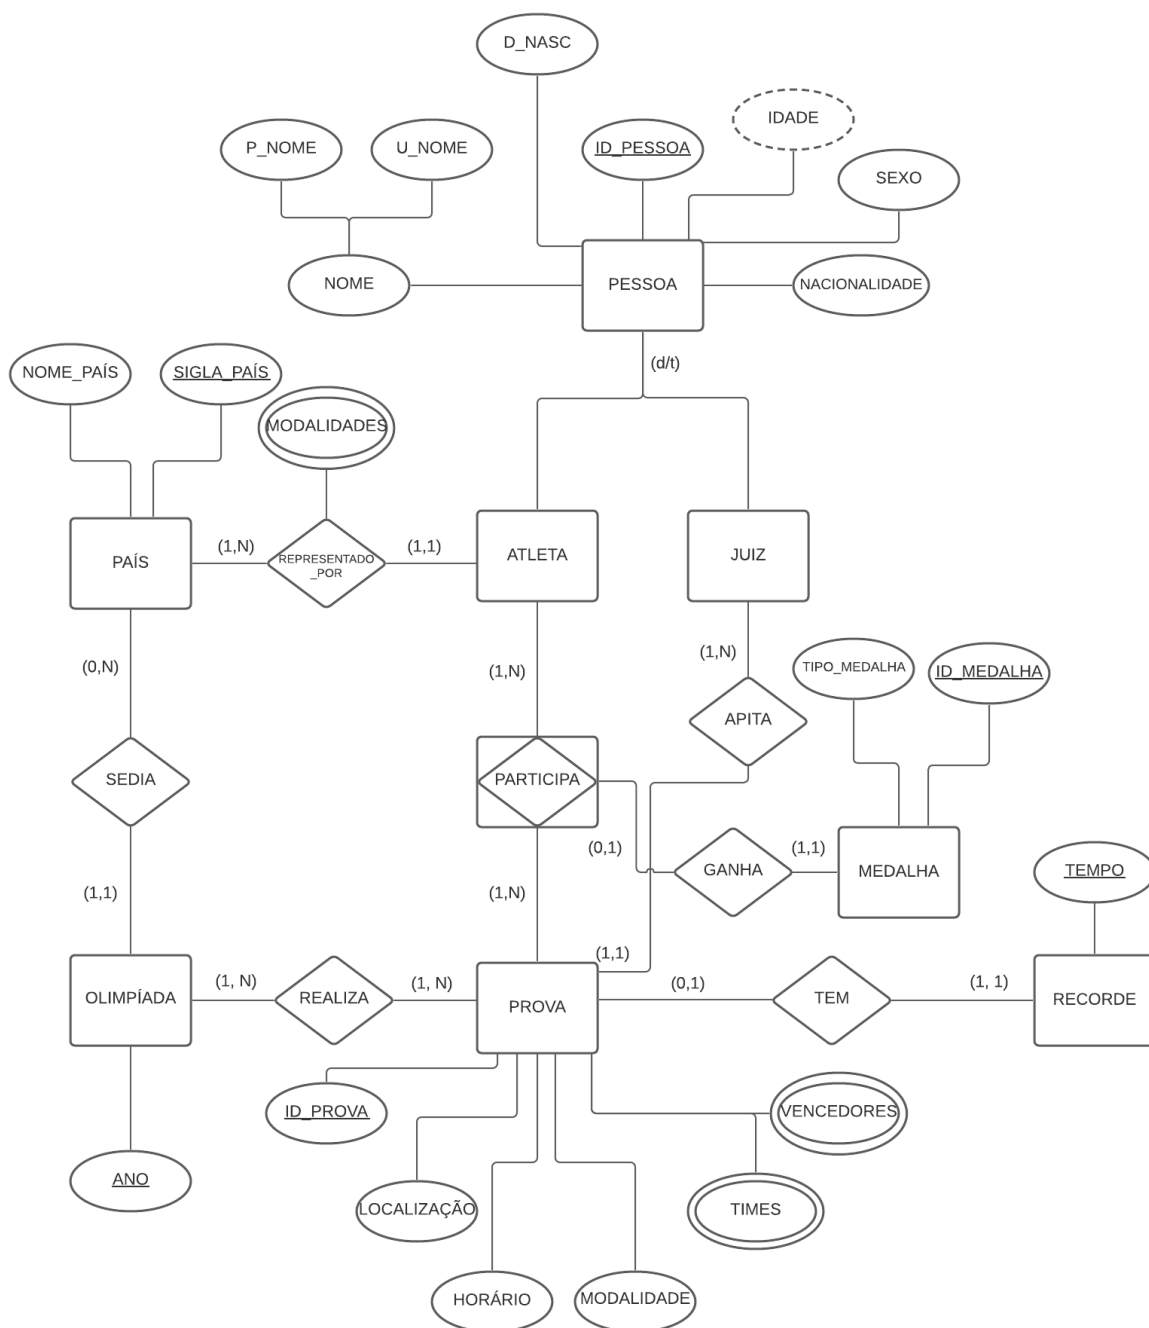 D_NASC
IDADE
P_NOME
U_NOME
ID_PESSOA
SEXO
NOME
PESSOA
NACIONALIDADE
(d/t)
NOME_PAÍS
SIGLA_PAÍS
MODALIDADES
PAÍS
(1,N)
REPRESENTADO
_POR
(1,1)
ATLETA
JUIZ
(0,N)
(1,N)
(1,N)
TIPO_MEDALHA
ID_MEDALHA
SEDIA
PARTICIPA
APITA
(0,1)
GANHA
(1,1)
MEDALHA
TEMPO
(1,1)
(1,N)
(1,1)
OLIMPÍADA
(1, N)
REALIZA
(1, N)
PROVA
(0,1)
TEM
(1, 1)
RECORDE
ID_PROVA
VENCEDORES
ANO
LOCALIZAÇÃO
TIMES
HORÁRIO
MODALIDADE